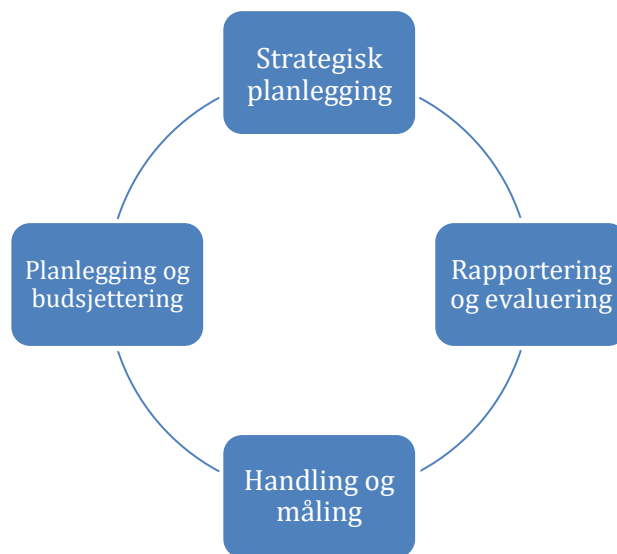 Strategisk
planlegging
Planlegging og
budsjettering
Rapportering
og evaluering
Handling og
måling